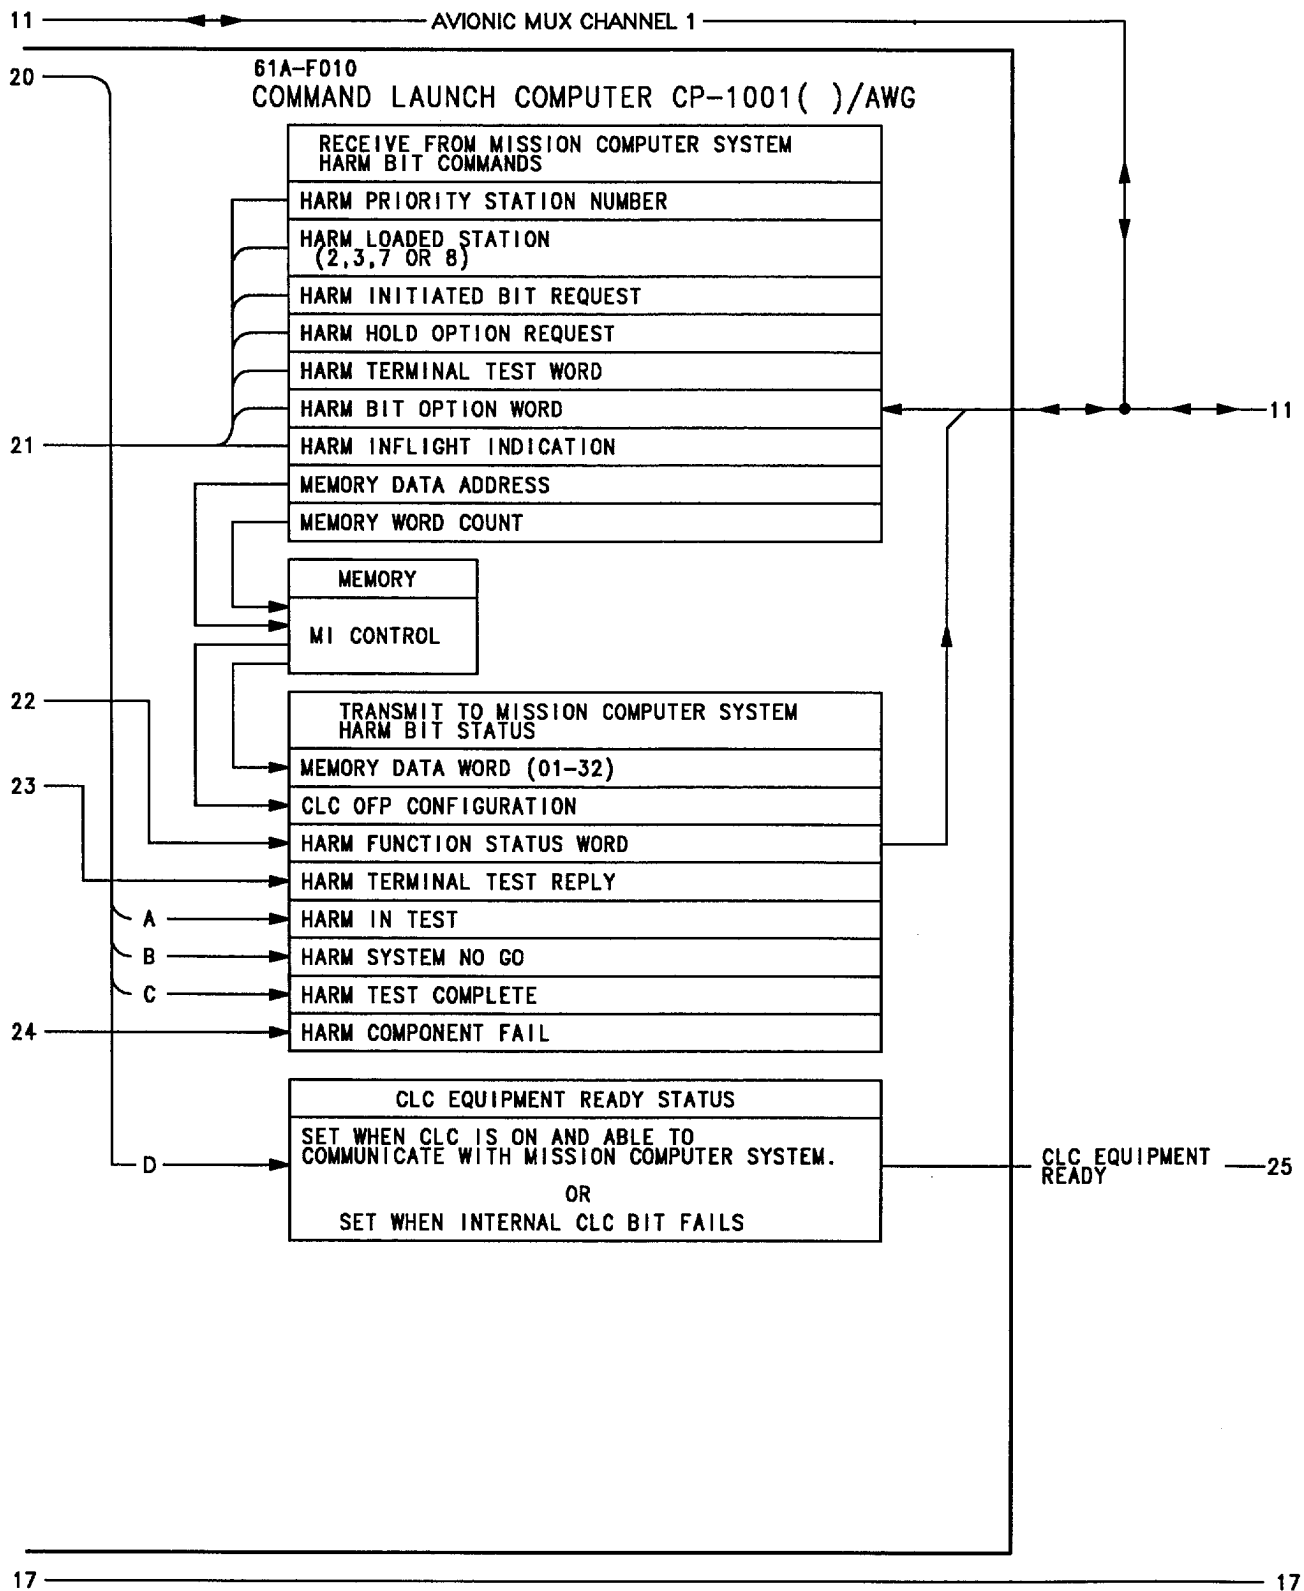 11 AVIONIC MUX CHANNEL 1
20
61A-F010
COMMAND LAUNCH COMPUTER CP-1001( )/AWG
RECEIVE FROM MISSION COMPUTER SYSTEM
HARM BIT COMMANDS
HARM PRIORITY STATION NUMBER
HARM LOADED STATION
(2,3,7 OR 8)
HARM INITIATED BIT REQUEST
HARM HOLD OPTION REQUEST
HARM TERMINAL TEST WORD
HARM BIT OPTION WORD
11
21
HARM INFLIGHT INDICATION
MEMORY DATA ADDRESS
MEMORY WORD COUNT
MEMORY
MI CONTROL
22
TRANSMIT TO MISSION COMPUTER SYSTEM
HARM BIT STATUS
MEMORY DATA WORD (01-32)
23
CLC OFP CONFIGURATION
HARM FUNCTION STATUS WORD
HARM TERMINAL TEST REPLY
A HARM IN TEST
B HARM SYSTEM NO GO
C HARM TEST COMPLETE
24 HARM COMPONENT FAIL
CLC EQUIPMENT READY STATUS
SET WHEN CLC IS ON AND ABLE TO
COMMUNICATE WITH MISSION COMPUTER SYSTEM.
D
OR
SET WHEN INTERNAL CLC BIT FAILS
CLC EQUIPMENT
READY
25
17 17